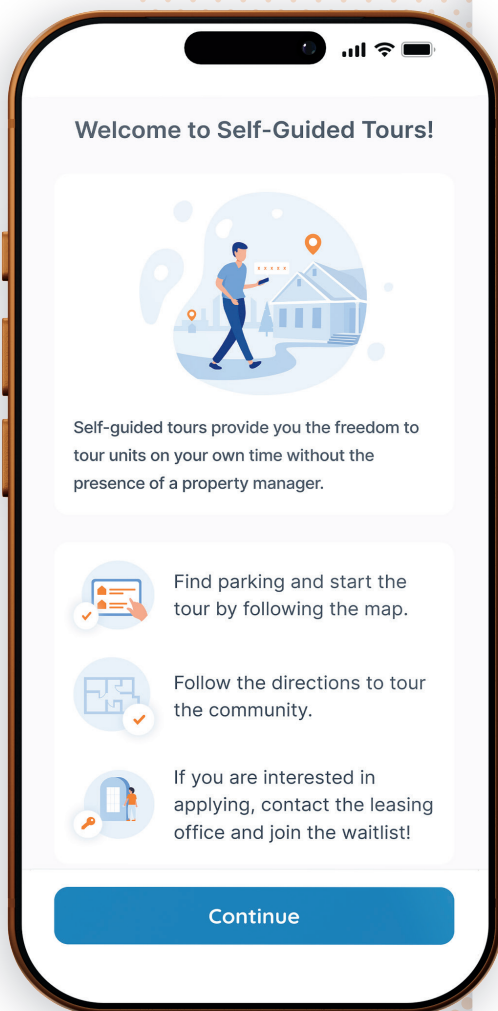 Welcome to Self-Guided Tours!
Self-guided tours provide you the freedom to
tour units on your own time without the
presence of a property manager.
Find parking and start the
tour by following the map.
Follow the directions to tour
the community.
If you are interested in
applying, contact the leasing
office and join the waitlist!
Continue